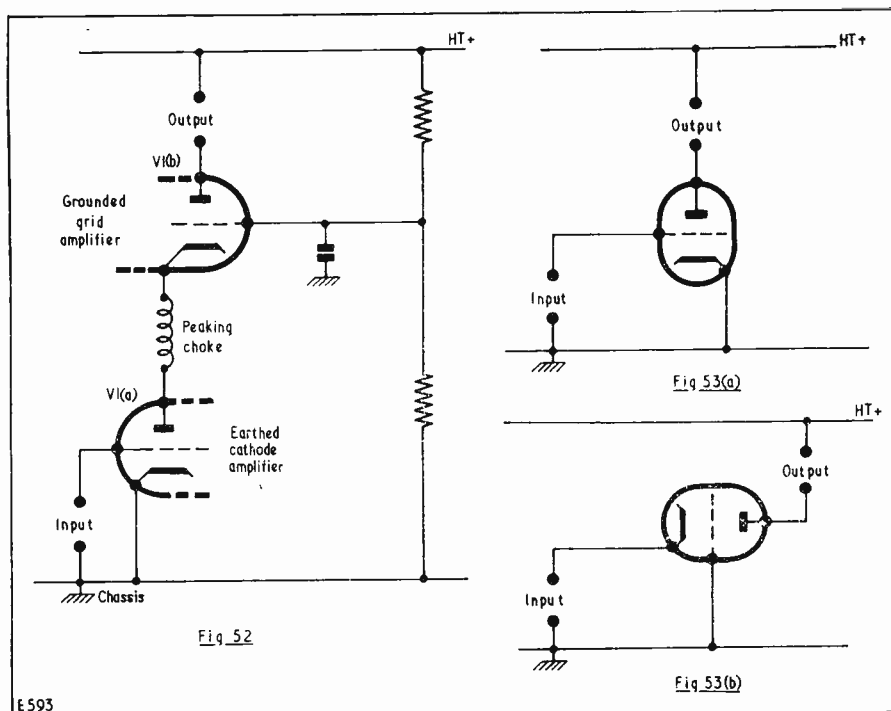 HT+
Output
V1(b)
Grounded
grid
amplifier
Peaking
choke
V1(a)
Earthed
cathode
amplifier
Input
Chassis
Fig 52
HT+
Output
Input
Fig 53(a)
HT+
Output
Input
Fig 53(b)
E593